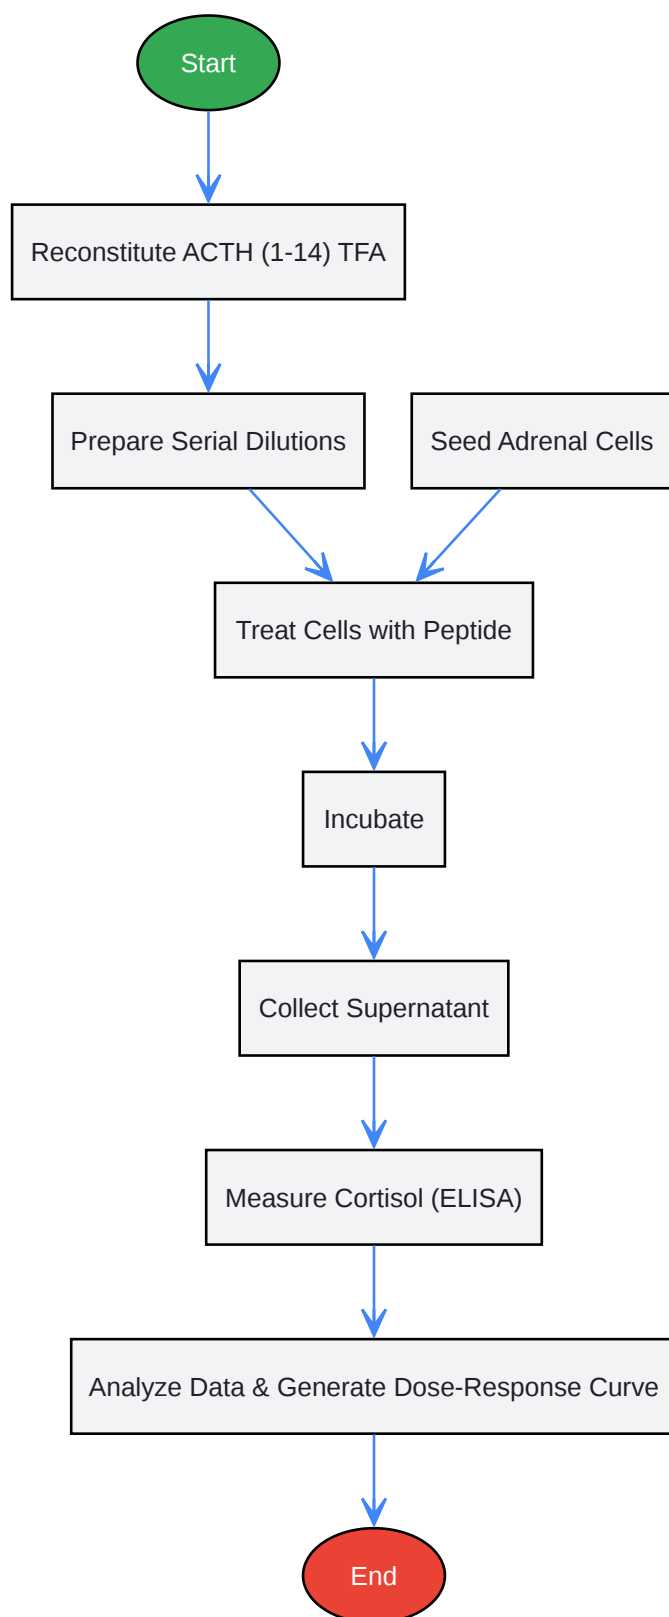 Start
Reconstitute ACTH (1-14) TFA
Prepare Serial Dilutions
Seed Adrenal Cells
Treat Cells with Peptide
Incubate
Collect Supernatant
Measure Cortisol (ELISA)
Analyze Data & Generate Dose-Response Curve
End